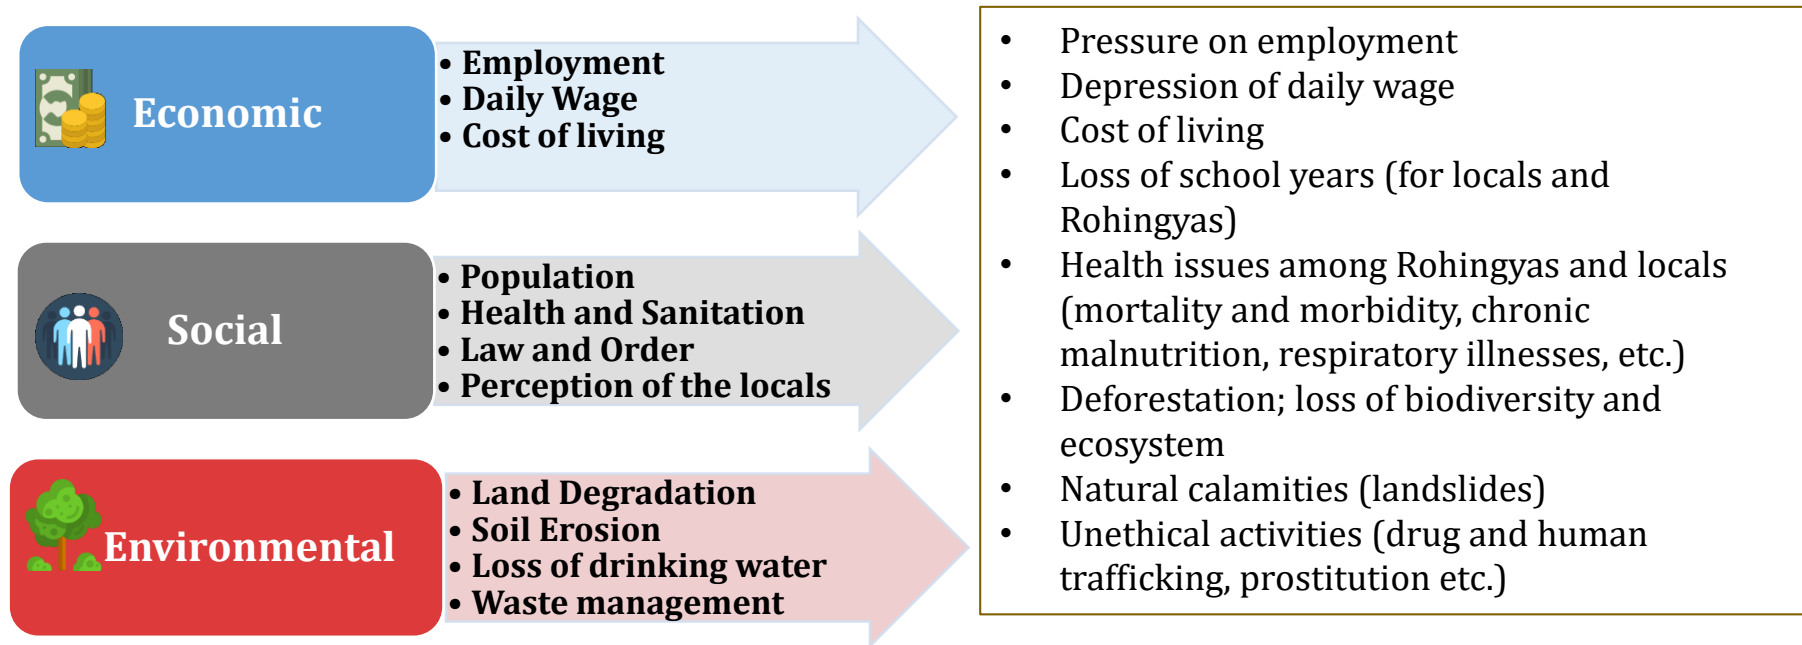 Economic
• Employment
• Daily Wage
• Cost of living
Social
• Population
• Health and Sanitation
• Law and Order
• Perception of the locals
Environmental
• Land Degradation
• Soil Erosion
• Loss of drinking water
• Waste management
• Pressure on employment
• Depression of daily wage
• Cost of living
• Loss of school years (for locals and
Rohingyas)
• Health issues among Rohingyas and locals
(mortality and morbidity, chronic
malnutrition, respiratory illnesses, etc.)
• Deforestation; loss of biodiversity and
ecosystem
• Natural calamities (landslides)
• Unethical activities (drug and human
trafficking, prostitution etc.)